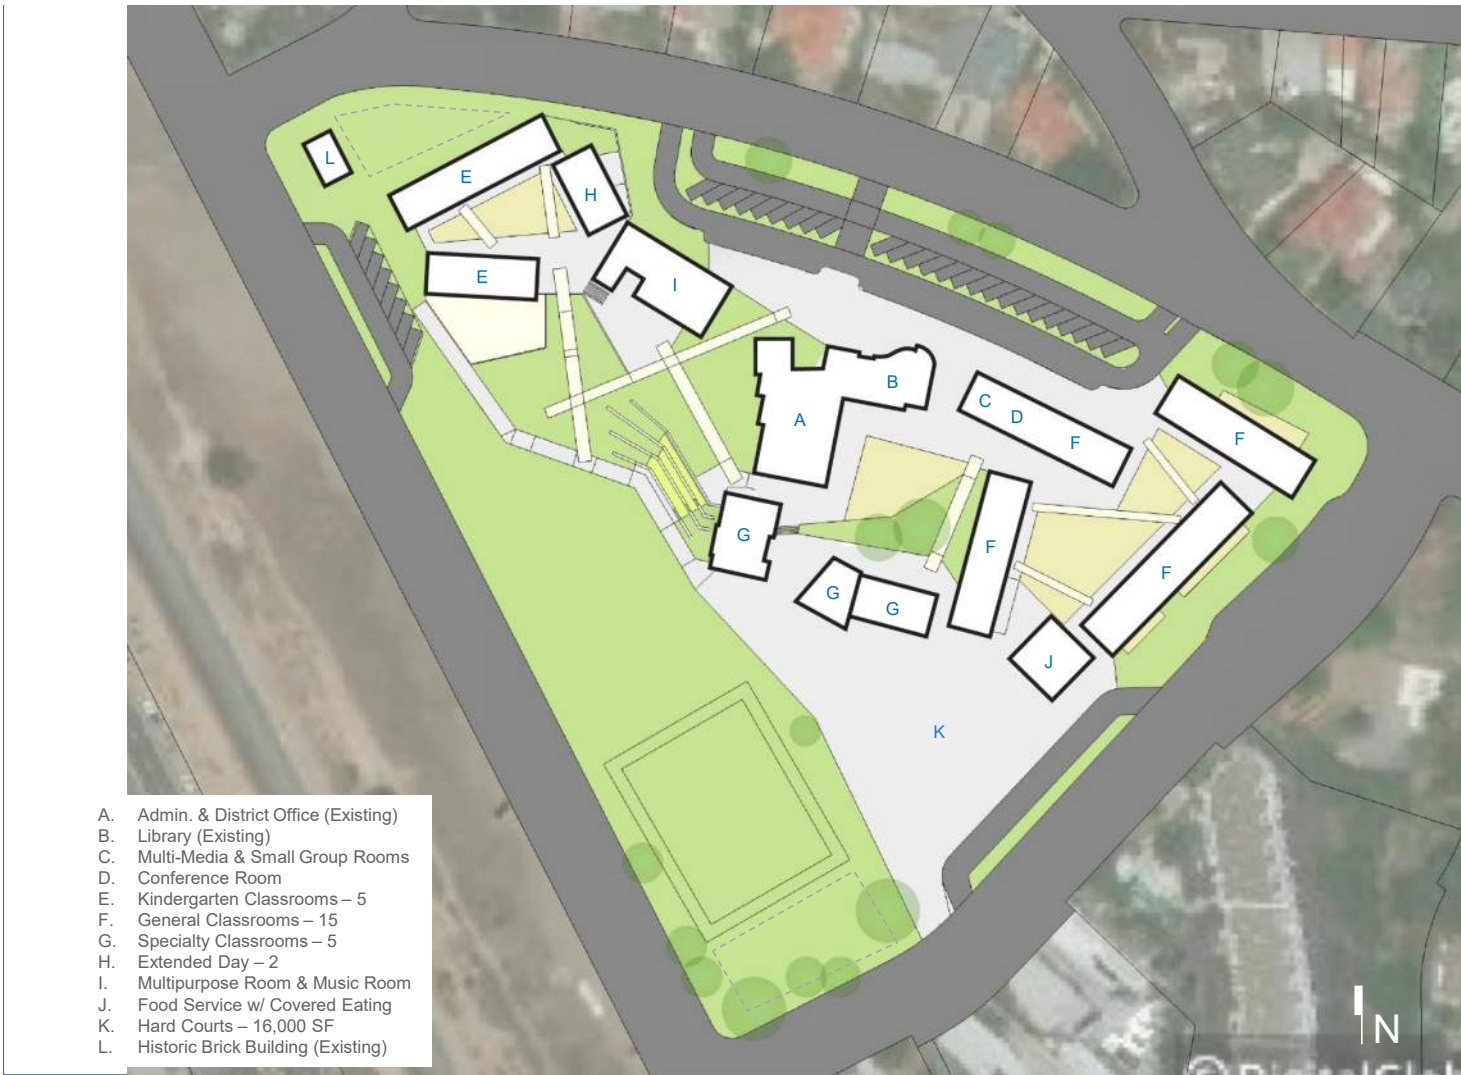 L
E
H
E
I
B
A
C
D
F
F
G
F
F
G
G
J
K
A. Admin. & District Office (Existing)
B. Library (Existing)
C. Multi-Media & Small Group Rooms
D. Conference Room
E. Kindergarten Classrooms – 5
F. General Classrooms – 15
G. Specialty Classrooms – 5
H. Extended Day – 2
I. Multipurpose Room & Music Room
J. Food Service w/ Covered Eating
K. Hard Courts – 16,000 SF
L. Historic Brick Building (Existing)
N